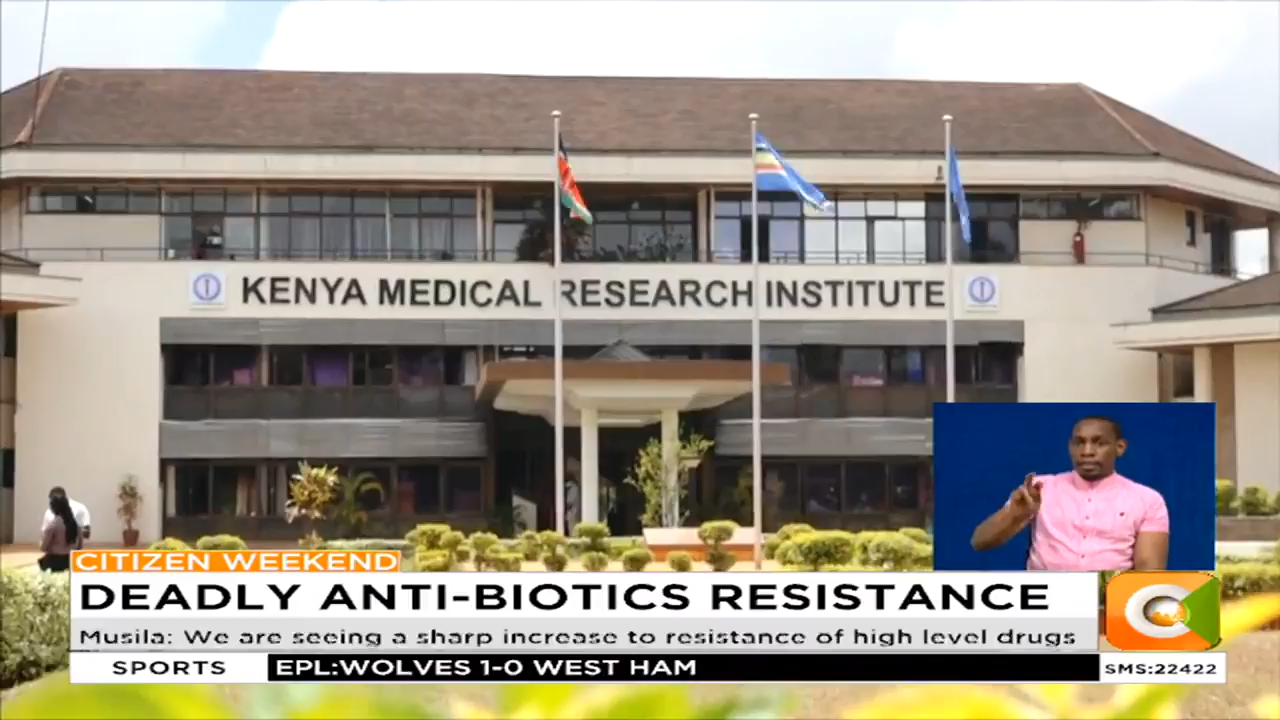 KENYA MEDICAL RESEARCH INSTITUTE
CITIZEN WEEKEND
DEADLY ANTI-BIOTICS RESISTANCE
Musila: We are seeing a sharp increase to resistance of high level drugs
SPORTS EPL:WOLVES 1-0 WEST HAM SMS:22422